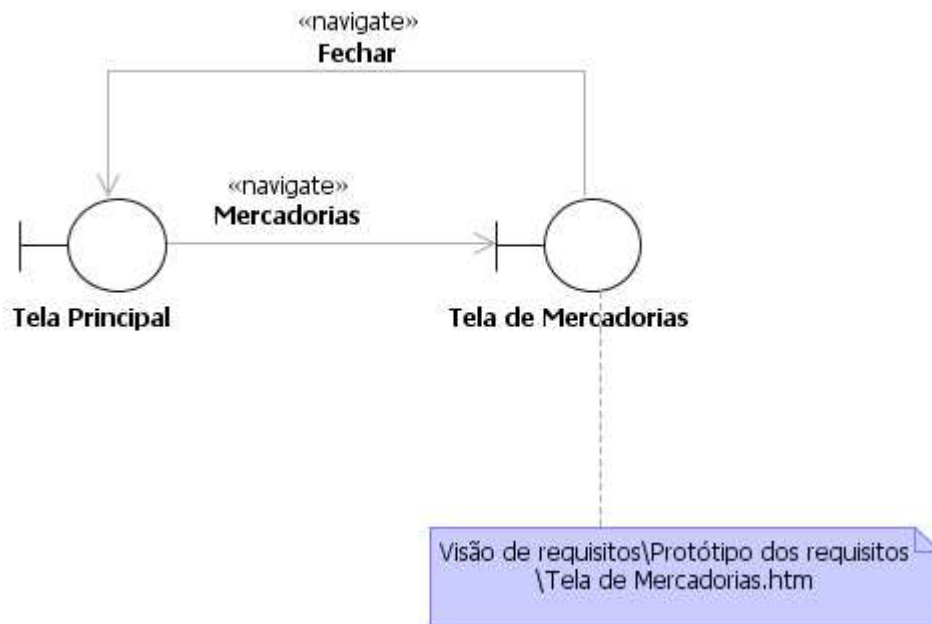 «navigate»
Fechar
«navigate»
Mercadorias
Tela Principal
Tela de Mercadorias
Visão de requisitos\Protótipo dos requisitos
\Tela de Mercadorias.htm